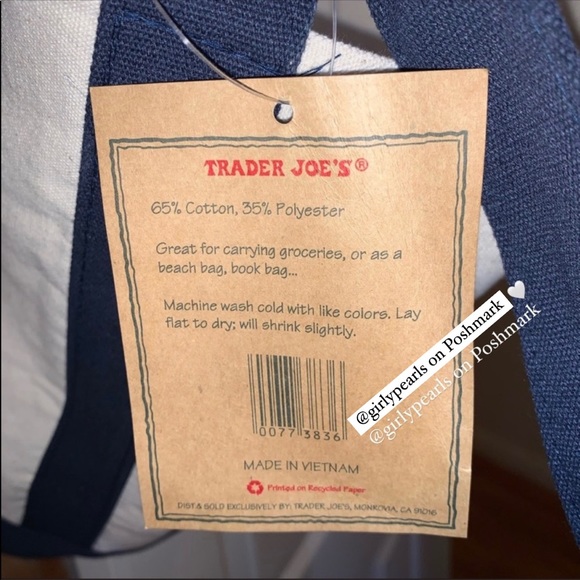 TRADER JOE'S®
65% Cotton, 35% Polyester
Great for carrying groceries, or as a
beach bag, book bag...
Machine wash cold with like colors. Lay
flat to dry; will shrink slightly.
0077 3836
@girlypearls on Poshmark
@girlypearls on Poshmark
MADE IN VIETNAM
Printed on Recycled Paper
DIST & SOLD EXCLUSIVELY BY: TRADER JOE'S, MONROVIA, CA 91016